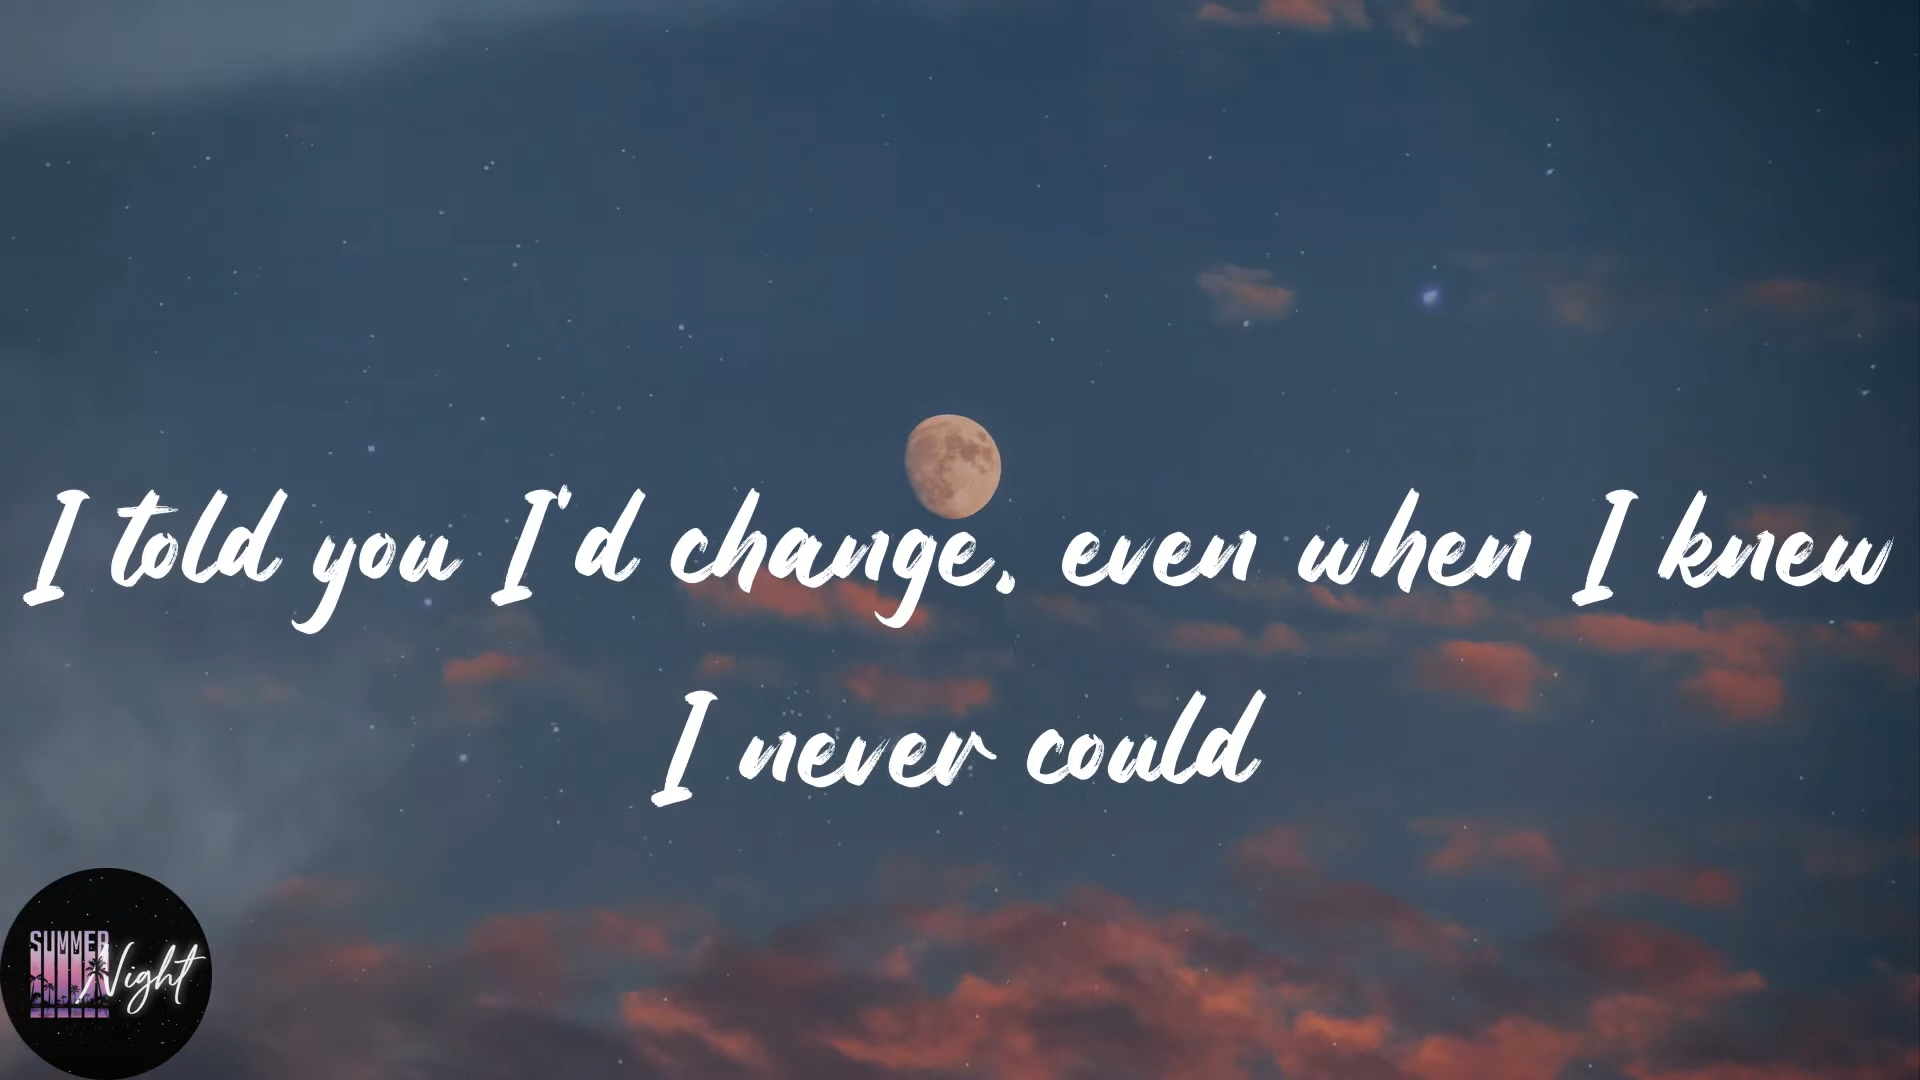 I told you I'd change, even when I knew
I never could
SUMMER
Night